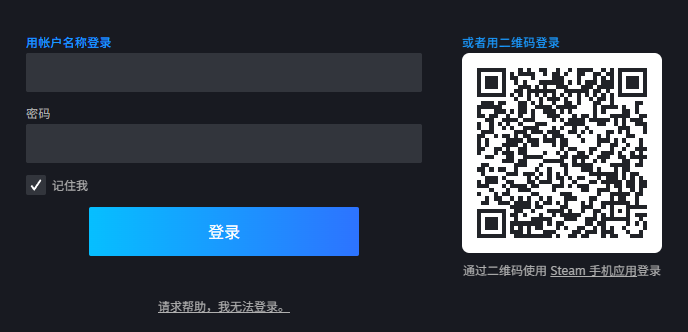 用帐户名称登录
密码
记住我
登录
请求帮助，我无法登录。
或者用二维码登录
通过二维码使用 Steam 手机应用登录